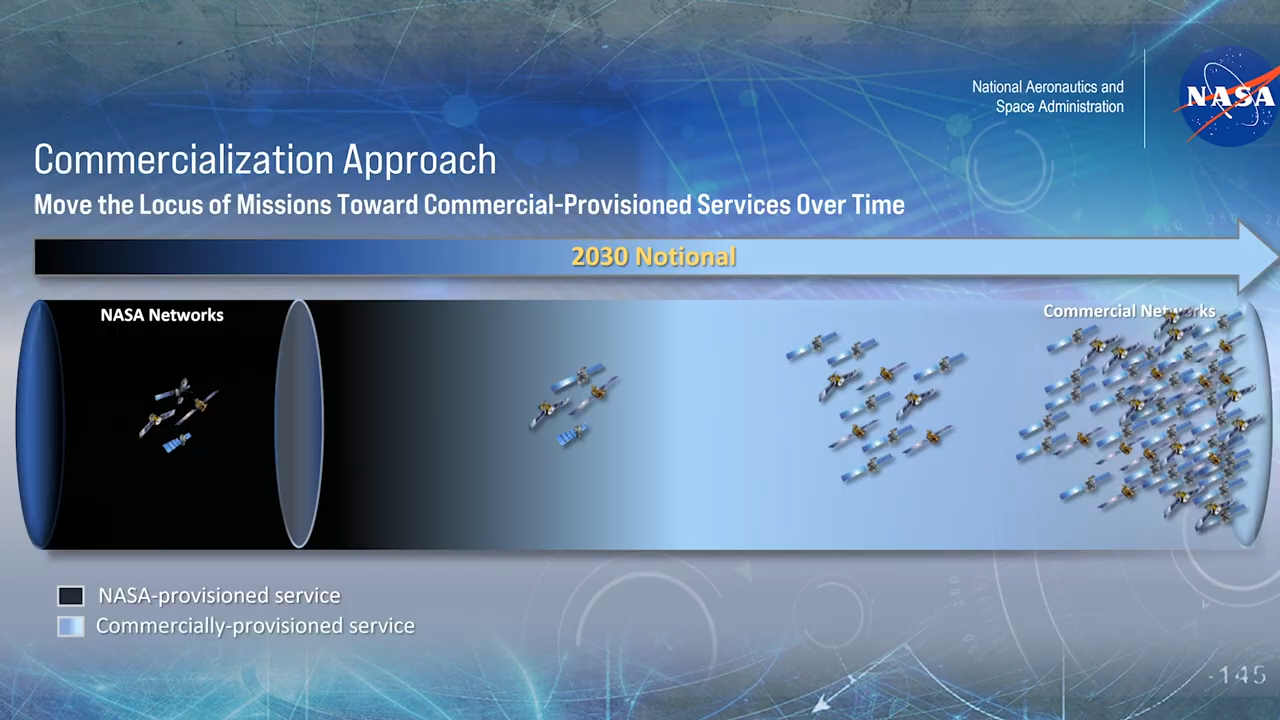 National Aeronautics and
Space Administration
NASA
Commercialization Approach
Move the Locus of Missions Toward Commercial-Provisioned Services Over Time
2030 Notional
NASA Networks
Commercial Networks
NASA-provisioned service
Commercially-provisioned service
-145